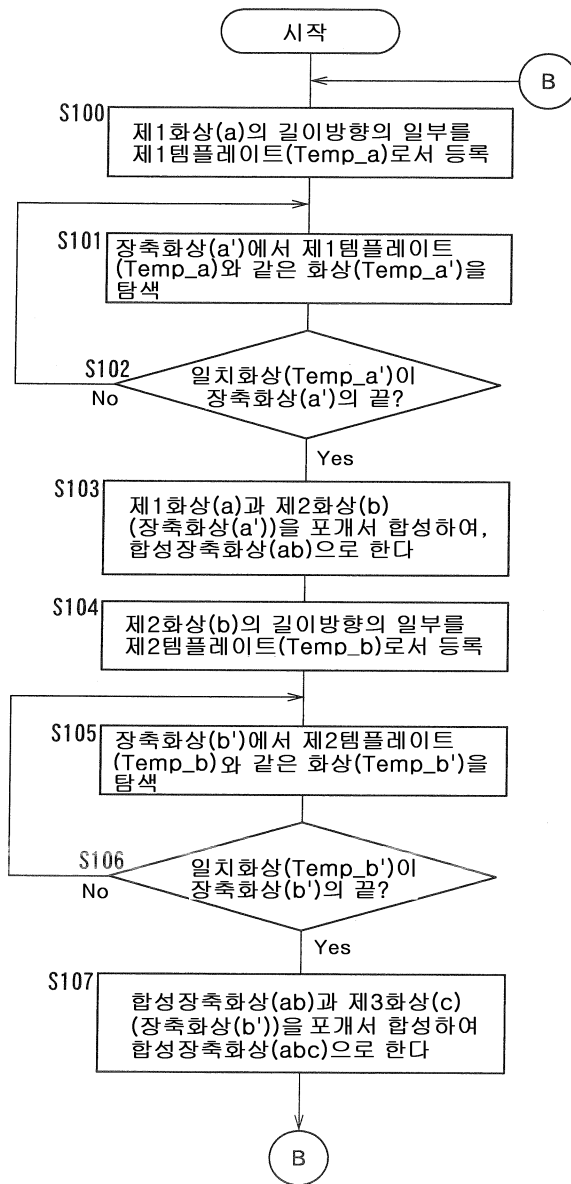 시작
B
S100
제1화상(a)의 길이방향의 일부를
제1템플레이트(Temp_a)로서 등록
S101
장축화상(a')에서 제1템플레이트
(Temp_a)와 같은 화상(Temp_a')을
탐색
S102
일치화상(Temp_a')이
장축화상(a')의 끝?
No
Yes
S103
제1화상(a)과 제2화상(b)
(장축화상(a'))을 포개서 합성하여,
합성장축화상(ab)으로 한다
S104
제2화상(b)의 길이방향의 일부를
제2템플레이트(Temp_b)로서 등록
S105
장축화상(b')에서 제2템플레이트
(Temp_b)와 같은 화상(Temp_b')을
탐색
S106
일치화상(Temp_b')이
장축화상(b')의 끝?
No
Yes
S107
합성장축화상(ab)과 제3화상(c)
(장축화상(b'))을 포개서 합성하여
합성장축화상(abc)으로 한다
B